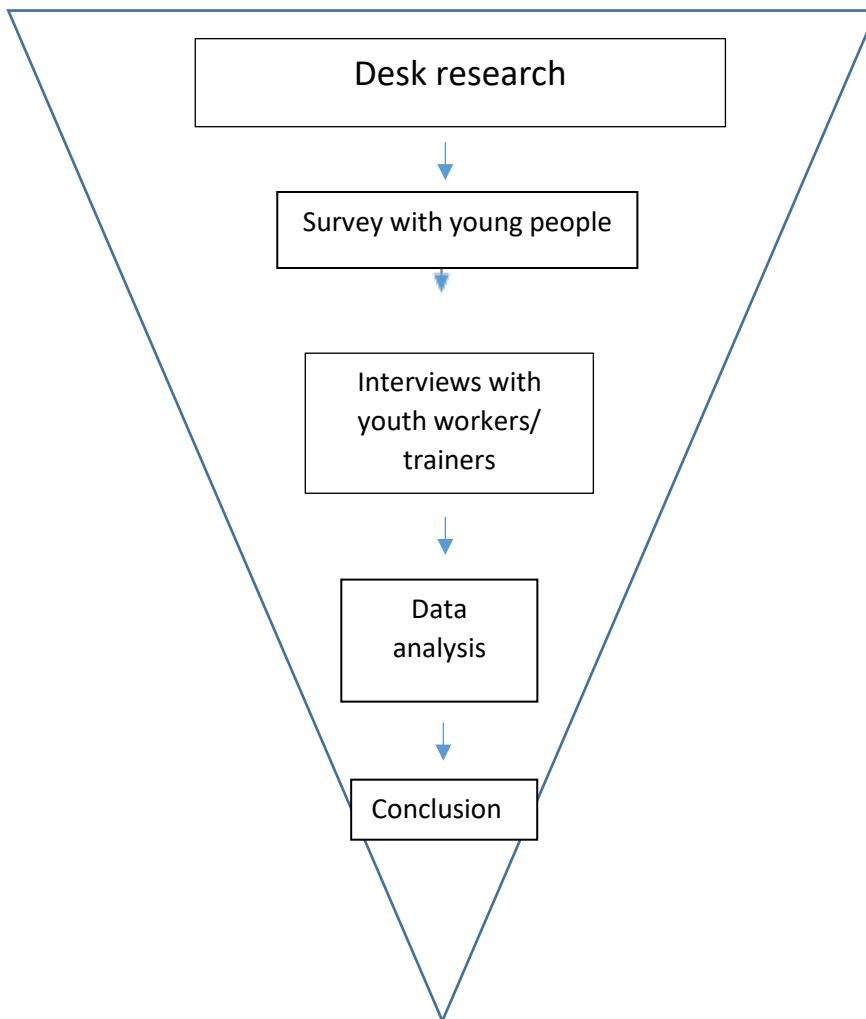 Desk research
Survey with young people
Interviews with
youth workers/
trainers
Data
analysis
Conclusion